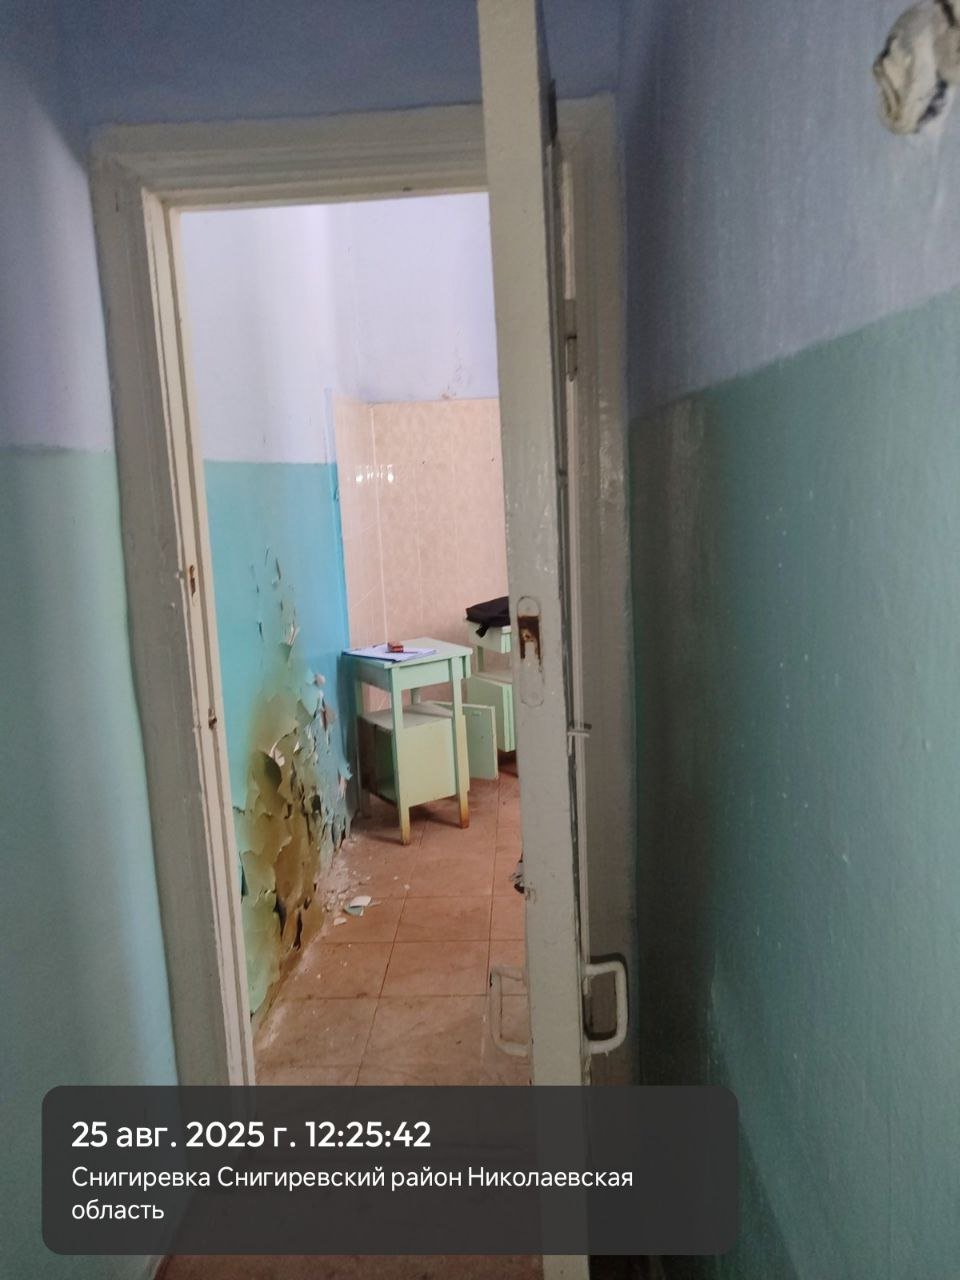 25 авг. 2025 г. 12:25:42
Снигиревка Снигиревский район Николаевская
область